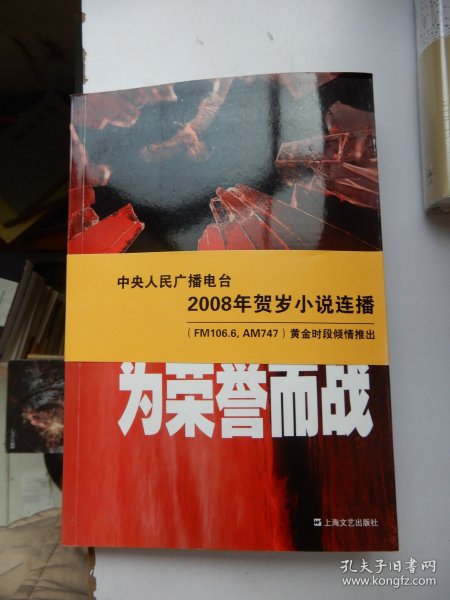 中央人民广播电台
2008年贺岁小说连播
(FM106.6, AM747)黄金时段倾情推出
为荣誉而战
上海文艺出版社
孔夫子旧书网
www.kongfz.com